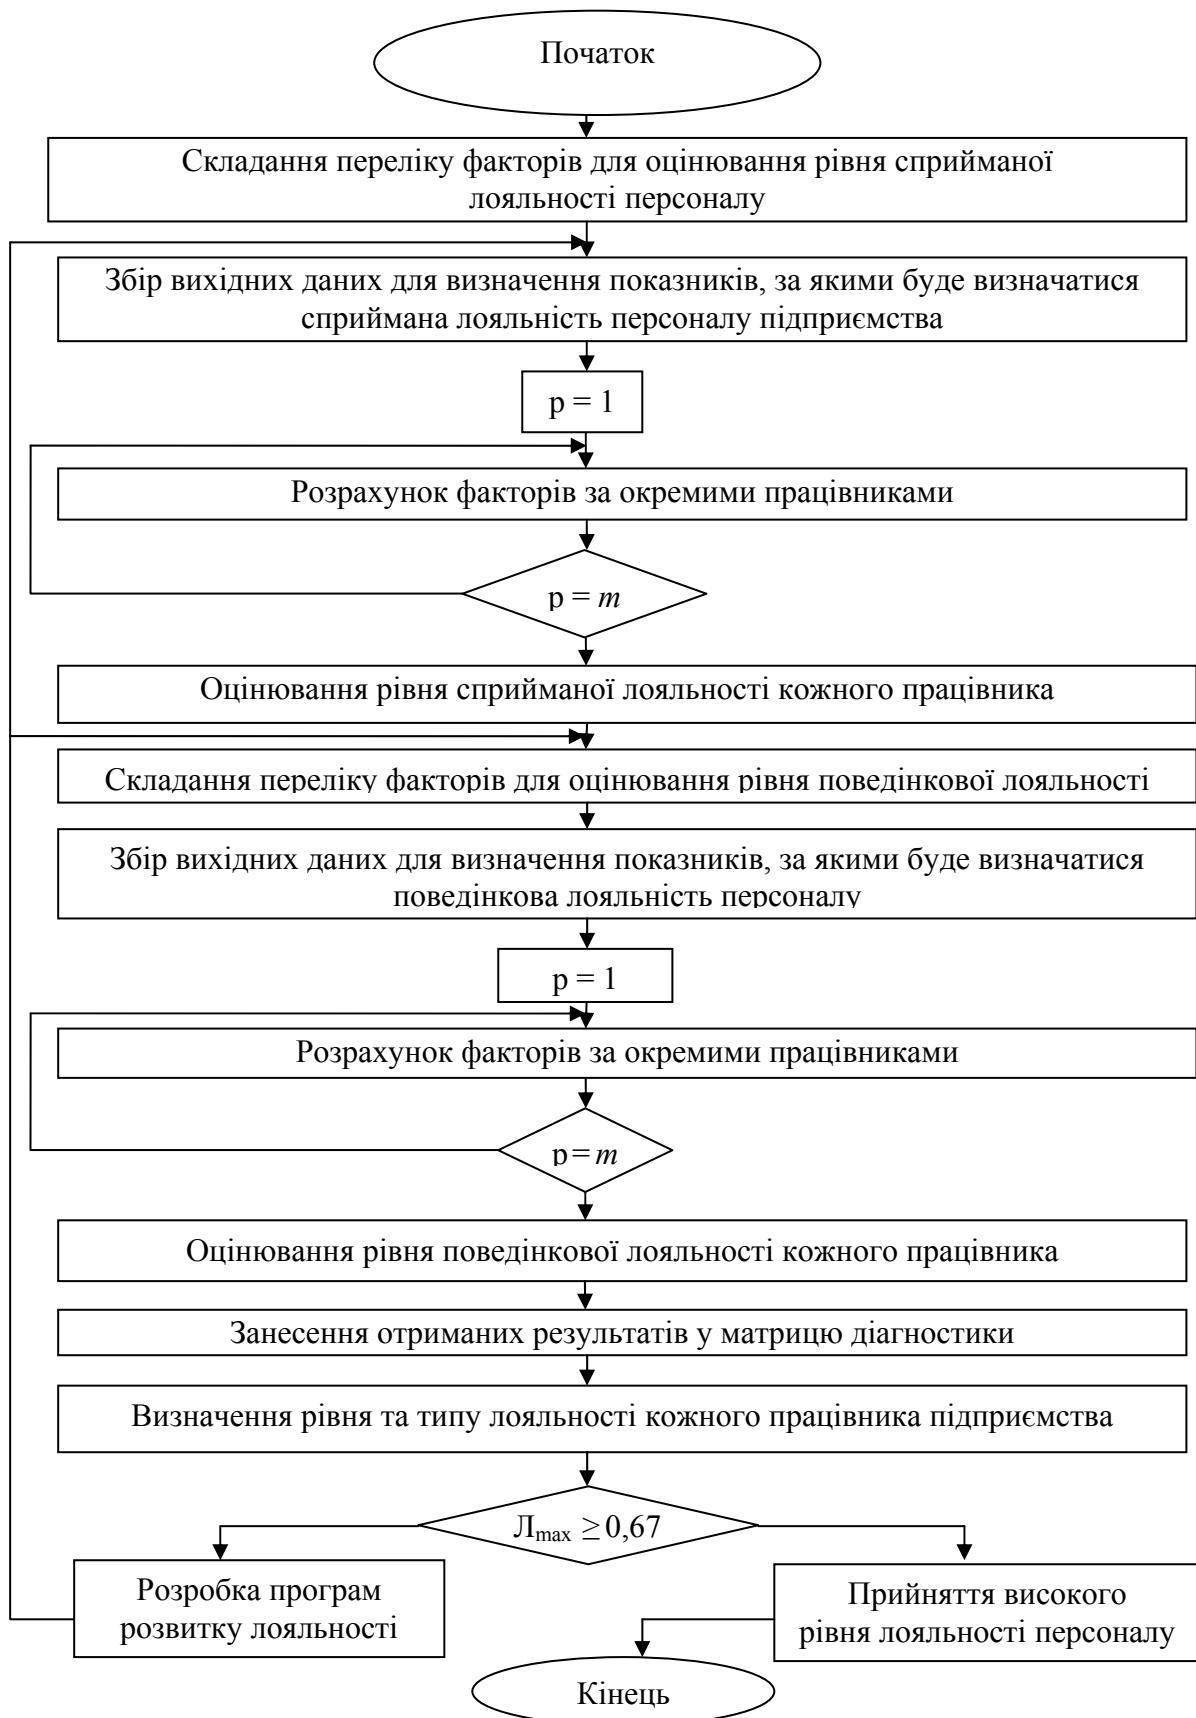 Початок
Складання переліку факторів для оцінювання рівня сприйманої
лояльності персоналу
Збір вихідних даних для визначення показників, за якими буде визначатися
сприймана лояльність персоналу підприємства
p = 1
Розрахунок факторів за окремими працівниками
p = m
Оцінювання рівня сприйманої лояльності кожного працівника
Складання переліку факторів для оцінювання рівня поведінкової лояльності
Збір вихідних даних для визначення показників, за якими буде визначатися
поведінкова лояльність персоналу
p = 1
Розрахунок факторів за окремими працівниками
p = m
Оцінювання рівня поведінкової лояльності кожного працівника
Занесення отриманих результатів у матрицю діагностики
Визначення рівня та типу лояльності кожного працівника підприємства
Лmax ≥ 0,67
Розробка програм
розвитку лояльності
Прийняття високого
рівня лояльності персоналу
Кінець